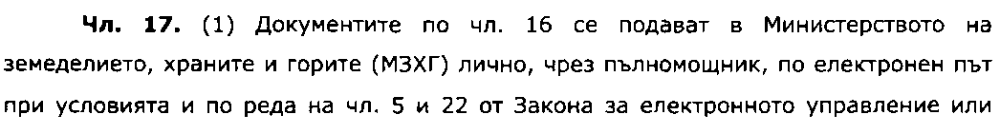 Чл. 17. (1) Документите по чл. 16 се подават в Министерството на
земеделието, храните и горите (МЗХГ) лично, чрез пълномощник, по електронен път
при условията и по реда на чл. 5 и 22 от Закона за електронното управление или